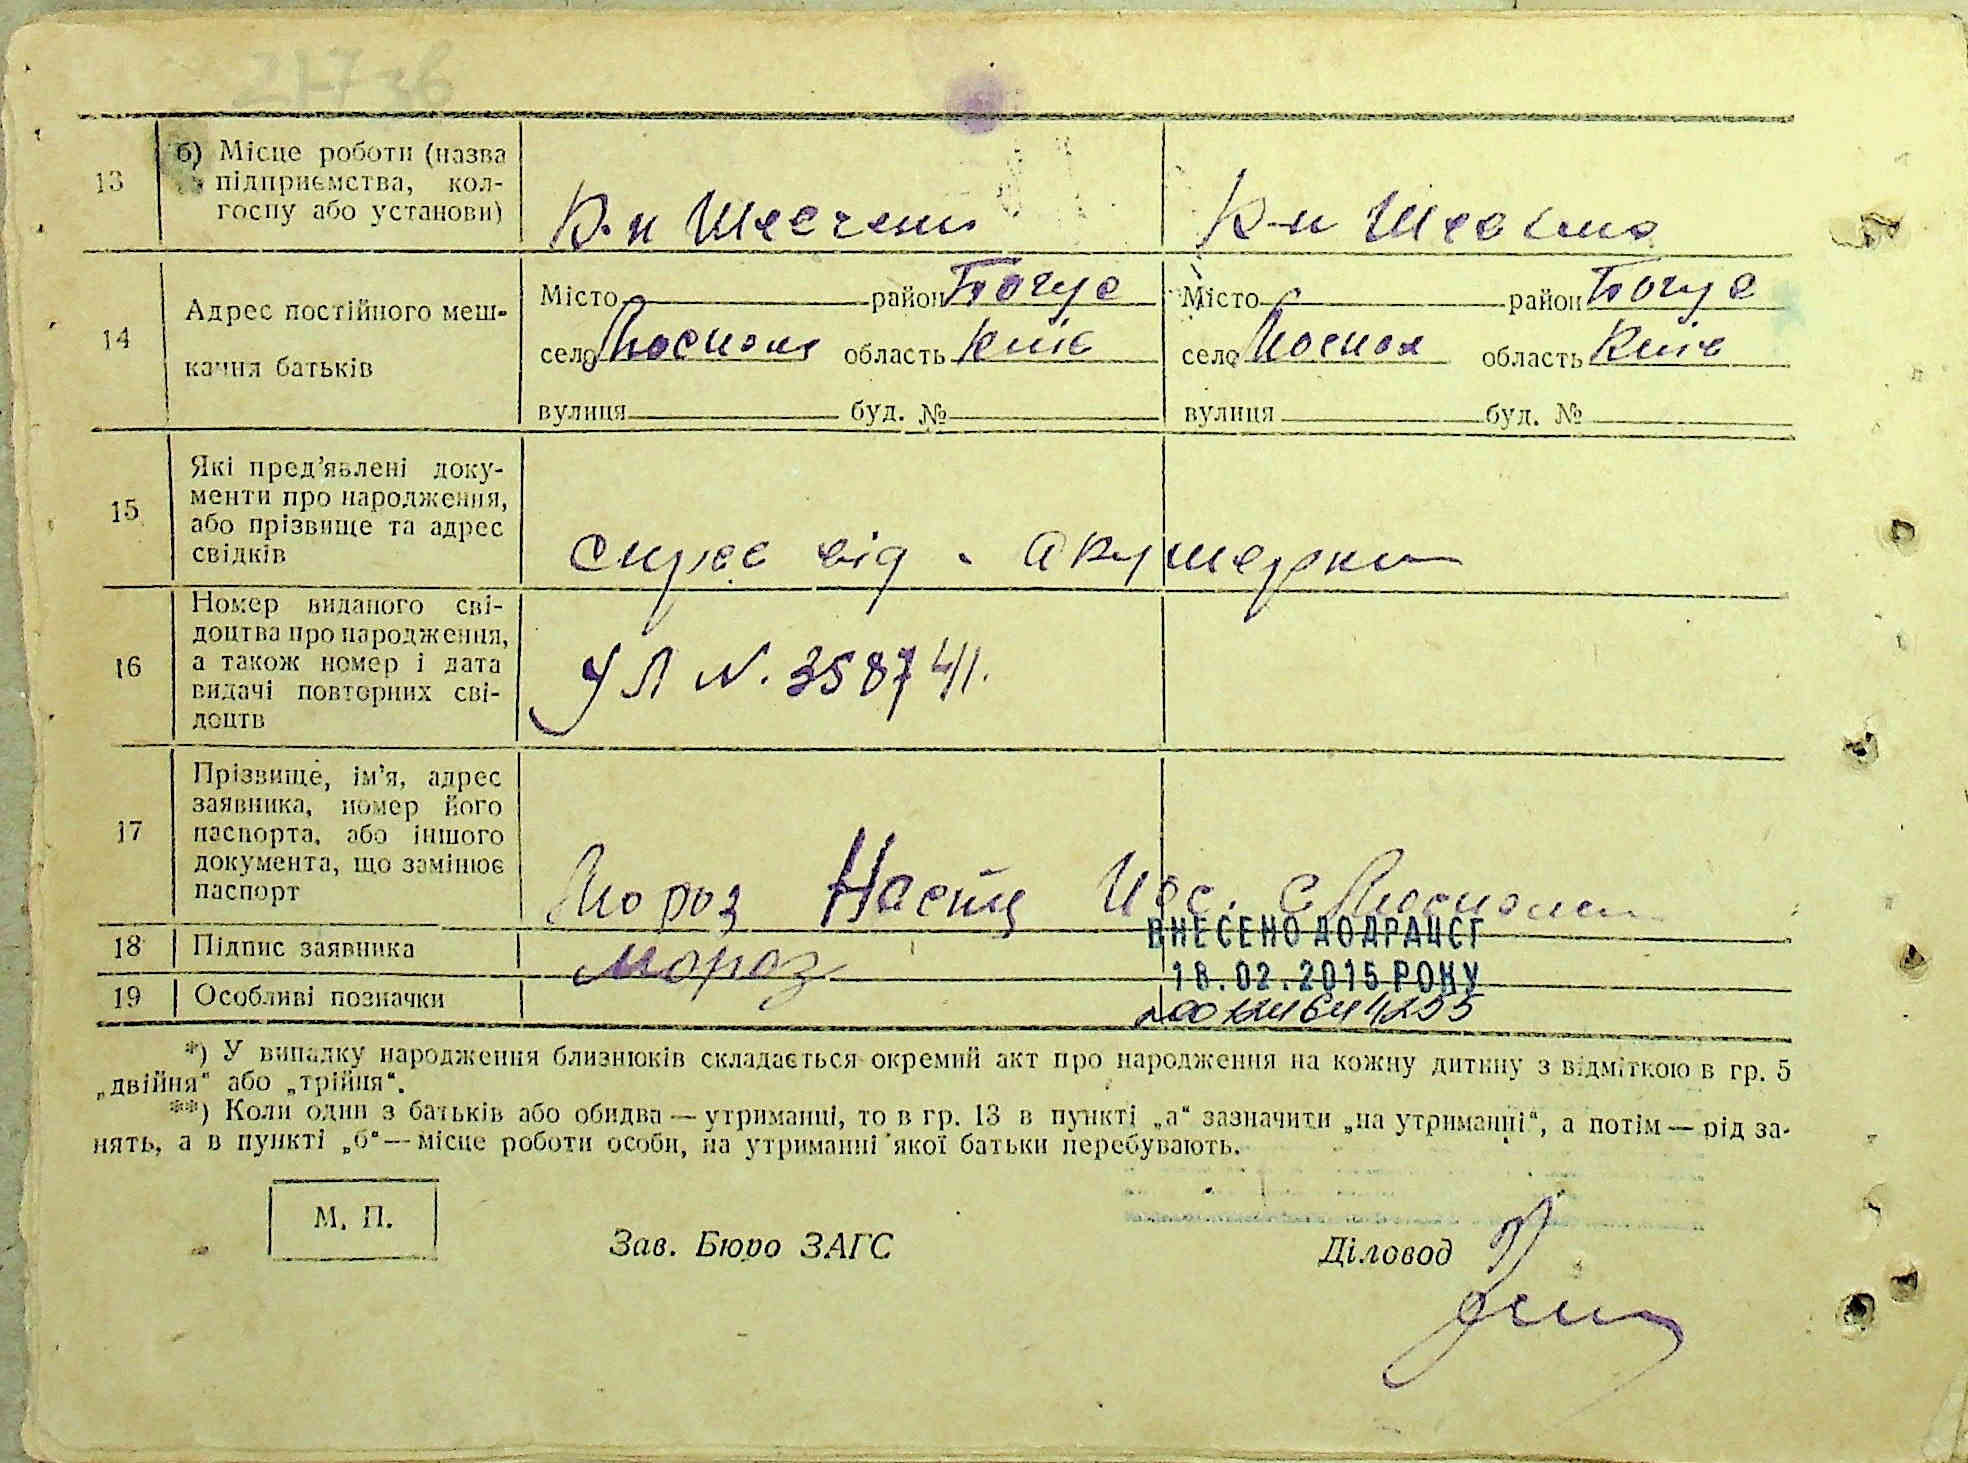 21736
13 б) Місце роботи (назва
підприємства, кол-
госпу або установи)
К-п Шевченк К-п
14 Адрес постійного меш-
кання батьків
Місто район Богус Місто район Богус
село область Київ село область Київ
вулиця буд. № вулиця буд. №
15 Які пред'явлені доку-
менти про народження,
або прізвище та адрес
свідків
від акушерки
16 Номер виданого сві-
доцтва про народження,
а також номер і дата
видачі повторних сві-
доцтв
УЛ N. 358741.
17 Прізвище, ім'я, адрес
заявника, номер його
паспорта, або іншого
документа, що замінює
паспорт
Мороз Настя с
ВНЕСЕНО ДО ДРАЦСГ
18 Підпис заявника
Мороз
18.02.2015 РОКУ
19 Особливі позначки
*) У випадку народження близнюків складається окремий акт про народження на кожну дитину з відміткою в гр. 5
„двійня“ або „трійня“.
**) Коли один з батьків або обидва — утриманці, то в гр. 13 в пункті „а“ зазначити „на утриманні“, а потім — рід за-
нять, а в пункті „б“ — місце роботи особи, на утриманні якої батьки перебувають.
М. П.
Зав. Бюро ЗАГС Діловод